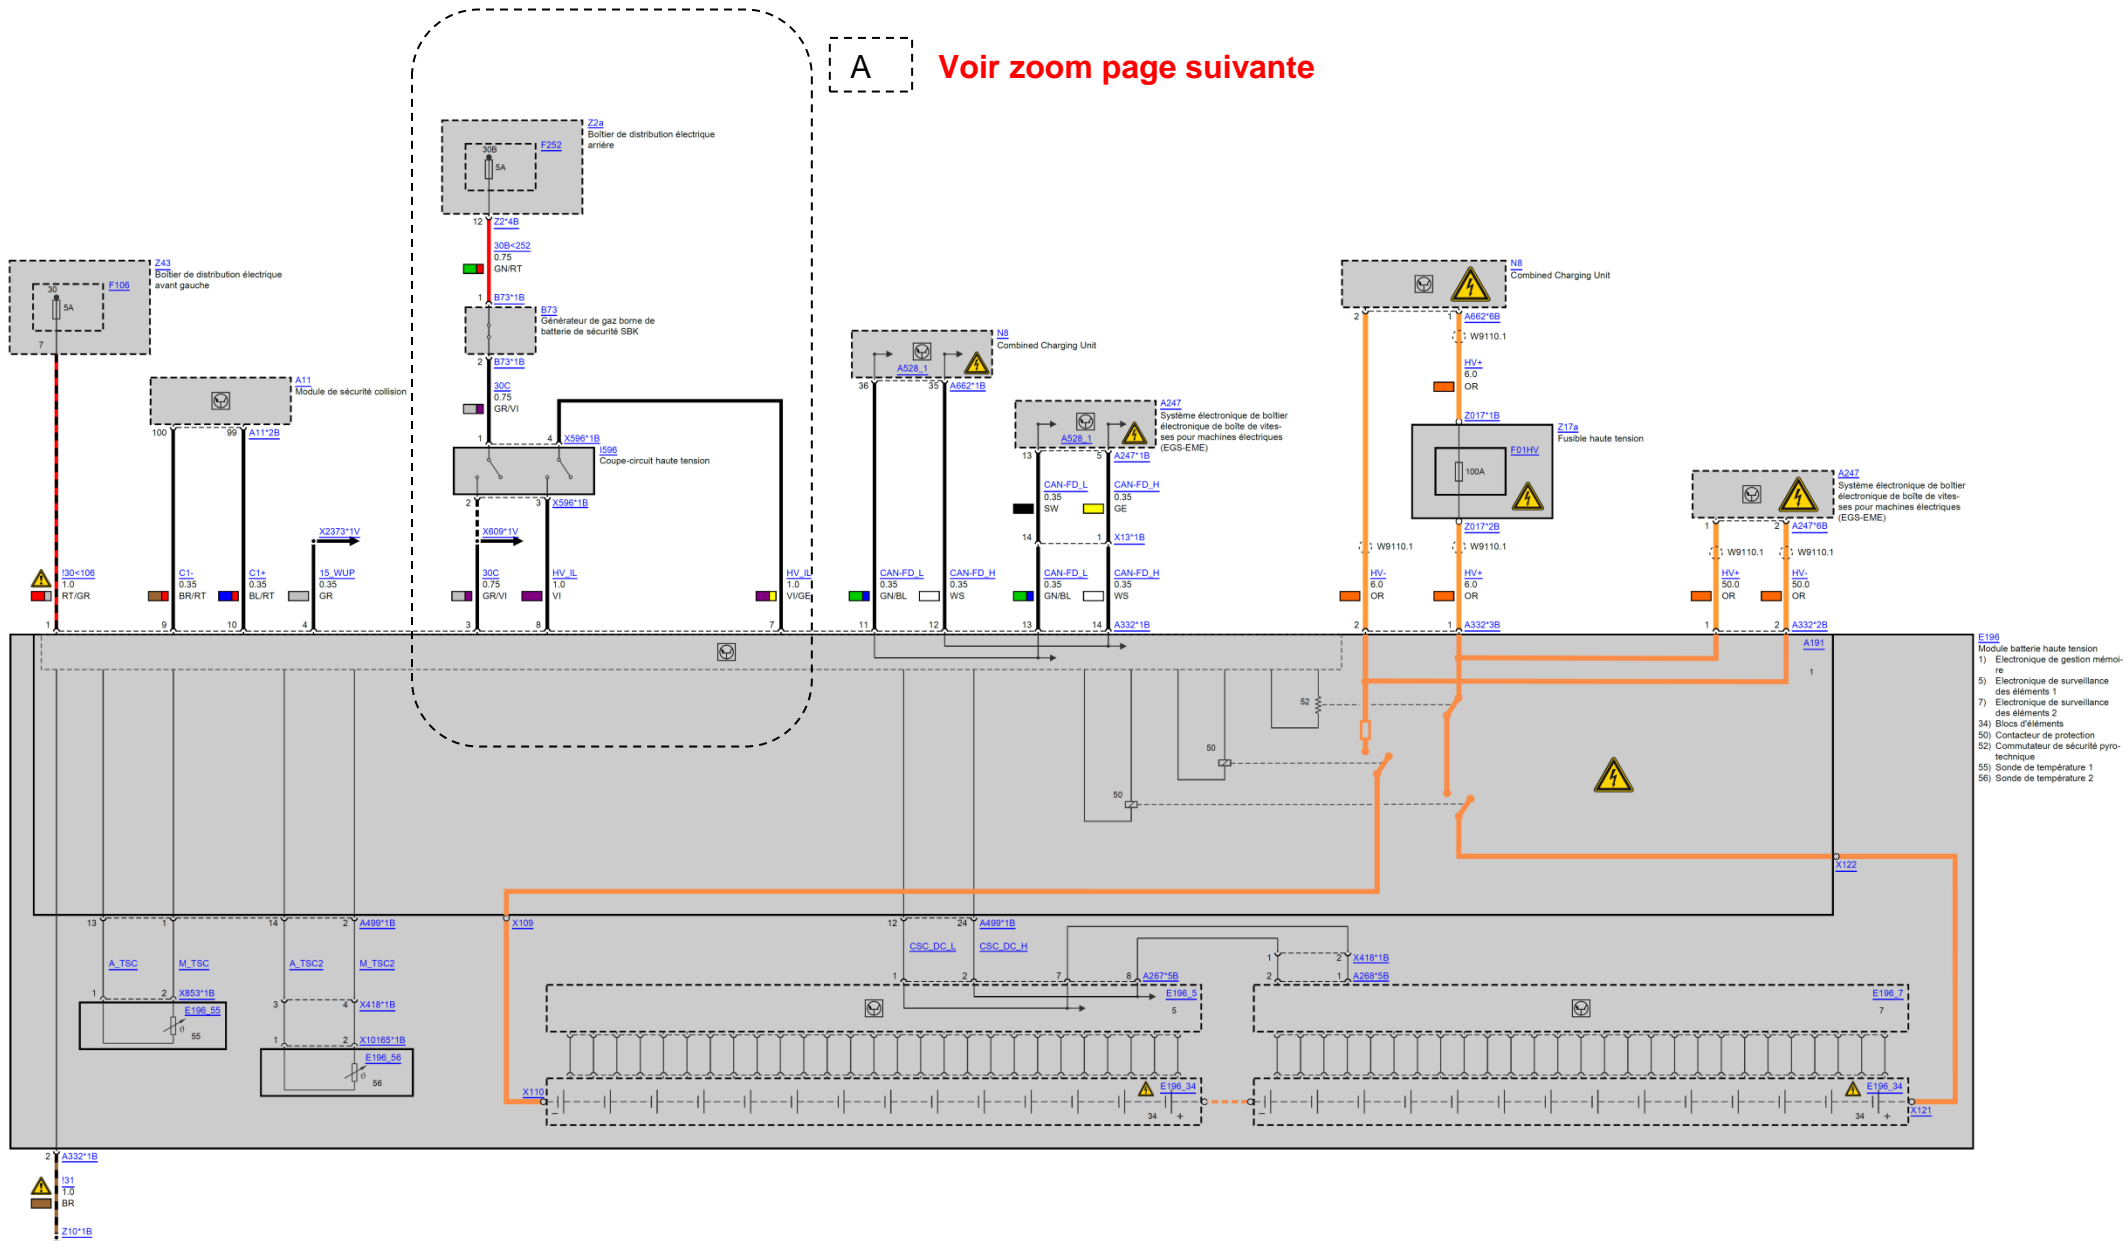 A
Voir zoom page suivante
Z2a
Boîtier de distribution électrique
arrière
F252
30B
5A
12
Z2*4B
30B<252
0.75
GN/RT
1
B73*1B
B73
Générateur de gaz borne de
batterie de sécurité SBK
2
B73*1B
30C
0.75
GR/VI
1
4
X596*1B
I596
Coupe-circuit haute tension
2
3
X596*1B
X609*1V
30C
0.75
GR/VI
3
HV_IL
1.0
VI
8
HV_IL
1.0
VI/GE
7
Z43
Boîtier de distribution électrique
avant gauche
F106
30
5A
7
!30<106
1.0
RT/GR
1
A11
Module de sécurité collision
100
99
A11*2B
C1-
0.35
BR/RT
9
C1+
0.35
BL/RT
10
X2373*1V
15_WUP
0.35
GR
4
N8
Combined Charging Unit
A528_1
36
35
A662*1B
CAN-FD_L
0.35
GN/BL
11
CAN-FD_H
0.35
WS
12
A247
Système électronique de boîtier
électronique de boîte de vites-
ses pour machines électriques
(EGS-EME)
A528_1
13
5
A247*1B
CAN-FD_L
0.35
SW
CAN-FD_H
0.35
GE
14
1
X13*1B
CAN-FD_L
0.35
GN/BL
13
CAN-FD_H
0.35
WS
14
A332*1B
N8
Combined Charging Unit
2
1
A662*6B
W9110.1
HV+
6.0
OR
Z017*1B
Z17a
Fusible haute tension
F01HV
100A
Z017*2B
W9110.1
W9110.1
HV-
6.0
OR
2
HV+
6.0
OR
1
A332*3B
A247
Système électronique de boîtier
électronique de boîte de vites-
ses pour machines électriques
(EGS-EME)
1
2
A247*6B
W9110.1
W9110.1
HV+
50.0
OR
1
HV-
50.0
OR
2
A332*2B
A191
1
E196
Module batterie haute tension
1) Electronique de gestion mémoi-
re
5) Electronique de surveillance
des éléments 1
7) Electronique de surveillance
des éléments 2
34) Blocs d'éléments
50) Contacteur de protection
52) Commutateur de sécurité pyro-
technique
55) Sonde de température 1
56) Sonde de température 2
52
50
50
X122
13
1
14
2
A499*1B
X109
12
24
A499*1B
A_TSC
M_TSC
A_TSC2
M_TSC2
CSC_DC_L
CSC_DC_H
1
2
X418*1B
1
2
7
8
A267*5B
2
1
A268*5B
1
2
X853*1B
E196_55
55
ϑ
3
4
X418*1B
1
2
X10165*1B
E196_56
56
ϑ
E196_5
5
E196_7
7
X110
E196_34
34
−
+
E196_34
34
−
+
X121
2
A332*1B
!31
1.0
BR
Z10*1B